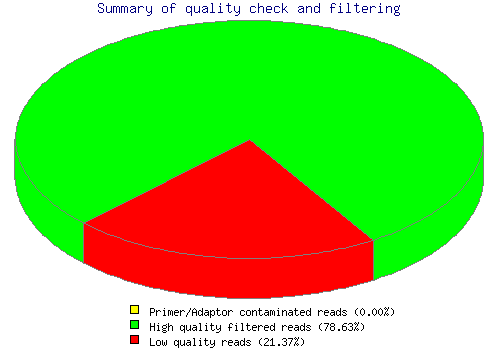 Summary of quality check and filtering
Primer/Adaptor contaminated reads (0.00%)
High quality filtered reads (78.63%)
Low quality reads (21.37%)